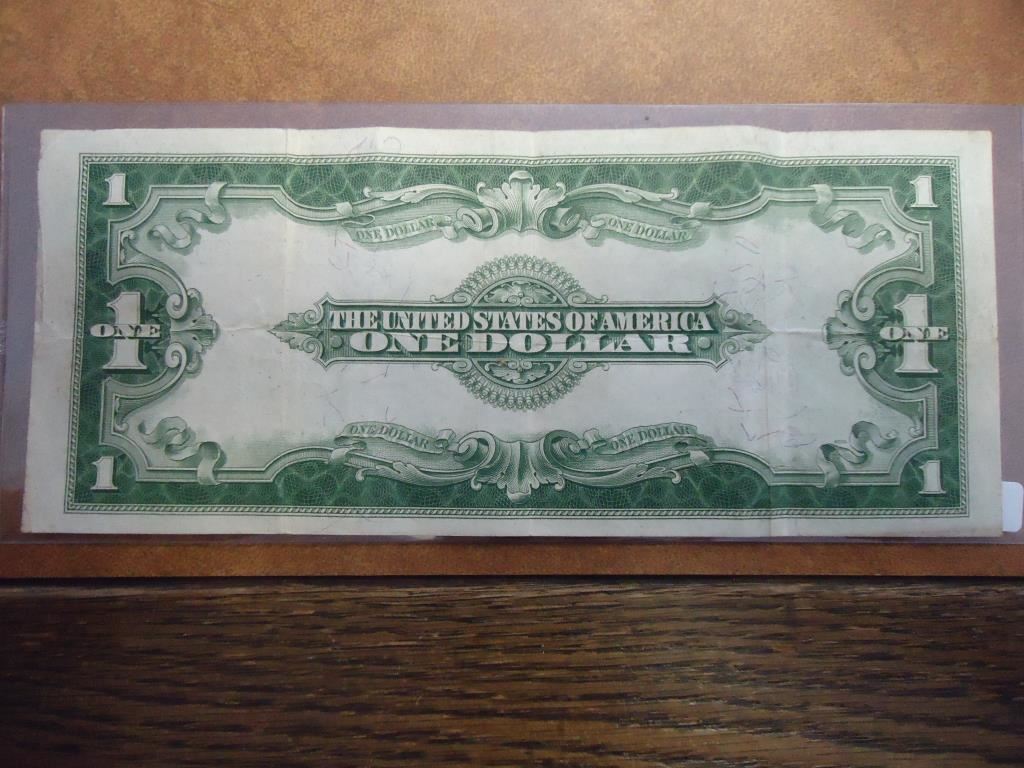 1 1
ONE DOLLAR ONE DOLLAR
THE UNITED STATES OF AMERICA
1 ONE ONE DOLLAR 1 ONE
ONE DOLLAR ONE DOLLAR
1 1